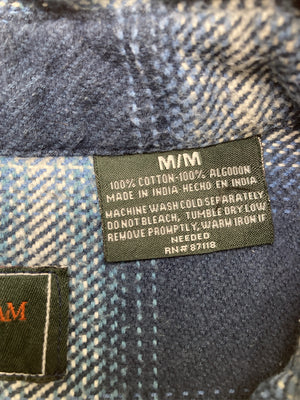 M/M
100% COTTON-100% ALGODON
MADE IN INDIA-HECHO EN INDIA
MACHINE WASH COLD SEPARATELY
DO NOT BLEACH, TUMBLE DRY LOW
REMOVE PROMPTLY, WARM IRON IF
NEEDED
RN# 87118
AM